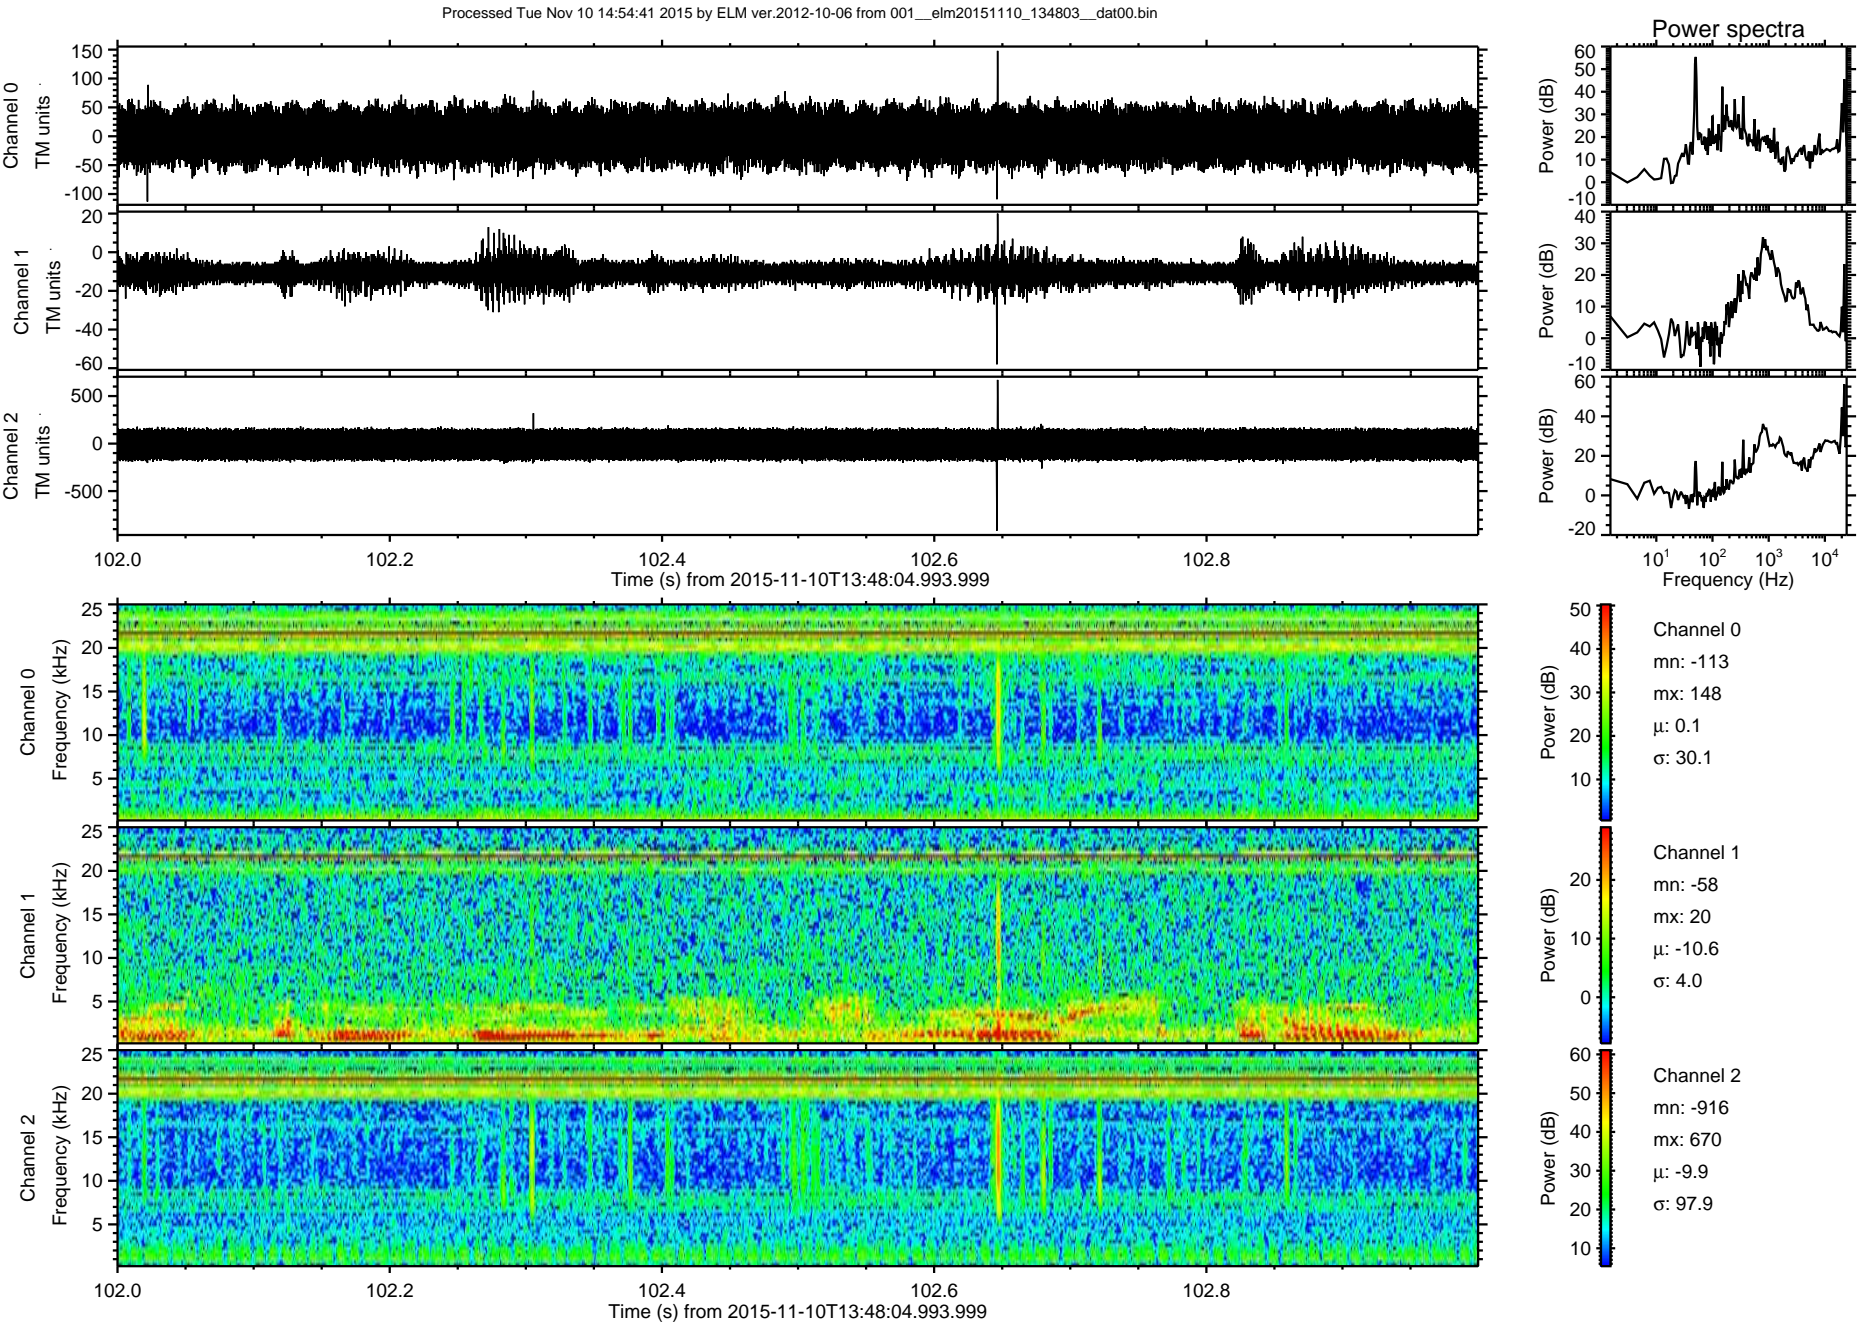 Processed Tue Nov 10 14:54:41 2015 by ELM ver.2012-10-06 from 001__elm20151110_134803__dat00.bin
Power spectra
Channel 0
TM units
150
100
50
0
-50
-100
Power (dB)
60
50
40
30
20
10
0
-10
Channel 1
TM units
20
0
-20
-40
-60
Power (dB)
40
30
20
10
0
-10
Channel 2
TM units
500
0
-500
Power (dB)
60
40
20
0
-20
102.0 102.2 102.4 102.6 102.8
Time (s) from 2015-11-10T13:48:04.993.999
10¹ 10² 10³ 10⁴
Frequency (Hz)
Channel 0
Frequency (kHz)
25
20
15
10
5
Power (dB)
50
40
30
20
10
Channel 0
mn: -113
mx: 148
μ: 0.1
σ: 30.1
Channel 1
Frequency (kHz)
25
20
15
10
5
Power (dB)
20
10
0
Channel 1
mn: -58
mx: 20
μ: -10.6
σ: 4.0
Channel 2
Frequency (kHz)
25
20
15
10
5
Power (dB)
60
50
40
30
20
10
Channel 2
mn: -916
mx: 670
μ: -9.9
σ: 97.9
102.0 102.2 102.4 102.6 102.8
Time (s) from 2015-11-10T13:48:04.993.999